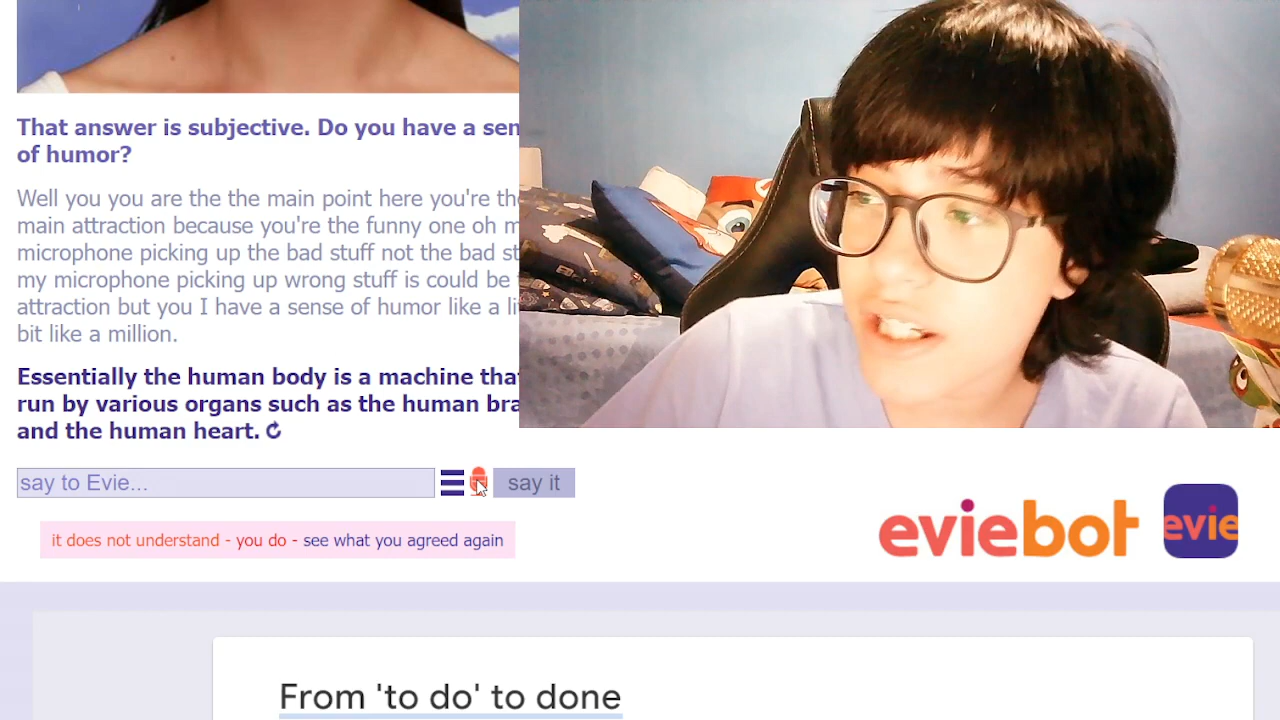 That answer is subjective. Do you have a sen
of humor?
Well you you are the the main point here you're the
main attraction because you're the funny one oh m
microphone picking up the bad stuff not the bad st
my microphone picking up wrong stuff is could be
attraction but you I have a sense of humor like a li
bit like a million.
Essentially the human body is a machine that
run by various organs such as the human bra
and the human heart.
say to Evie...
say it
it does not understand - you do - see what you agreed again
eviebot
evie
From 'to do' to done